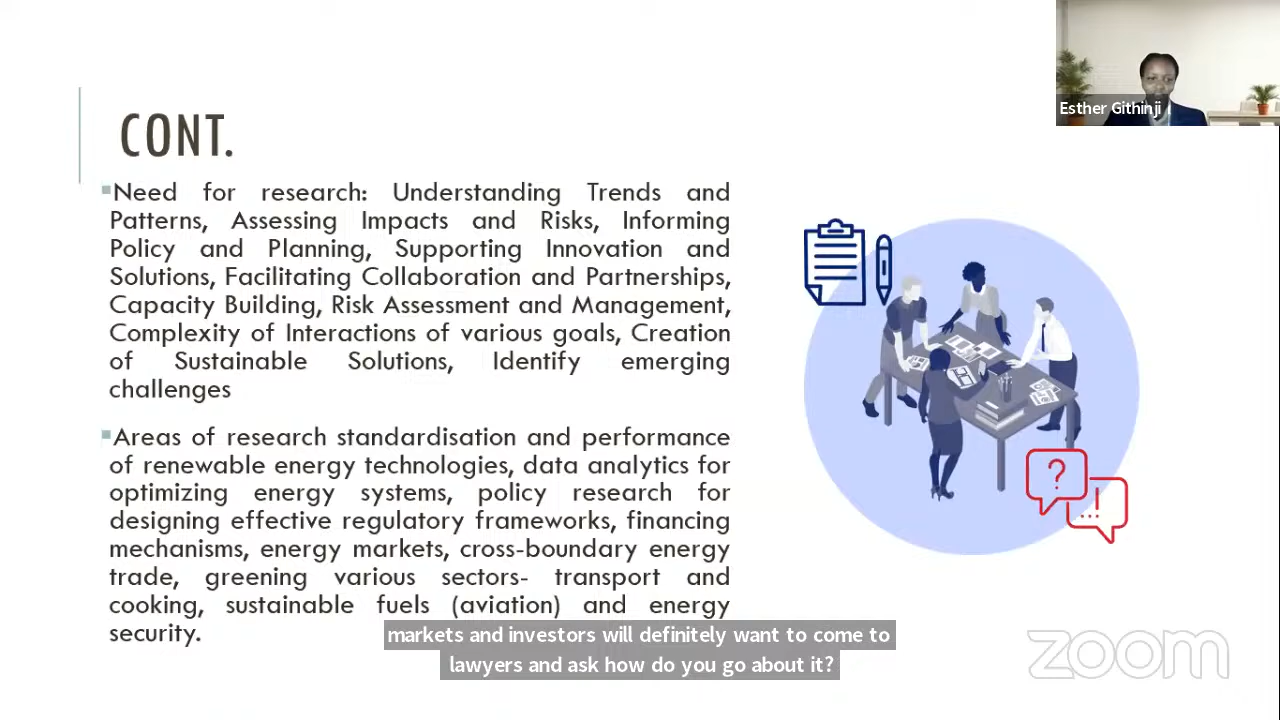 Esther Githinji
CONT.
Need for research: Understanding Trends and
Patterns, Assessing Impacts and Risks, Informing
Policy and Planning, Supporting Innovation and
Solutions, Facilitating Collaboration and Partnerships,
Capacity Building, Risk Assessment and Management,
Complexity of Interactions of various goals, Creation
of Sustainable Solutions, Identify emerging
challenges
Areas of research standardisation and performance
of renewable energy technologies, data analytics for
optimizing energy systems, policy research for
designing effective regulatory frameworks, financing
mechanisms, energy markets, cross-boundary energy
trade, greening various sectors- transport and
cooking, sustainable fuels (aviation) and energy
security.
?
...!
markets and investors will definitely want to come to
lawyers and ask how do you go about it?
zoom